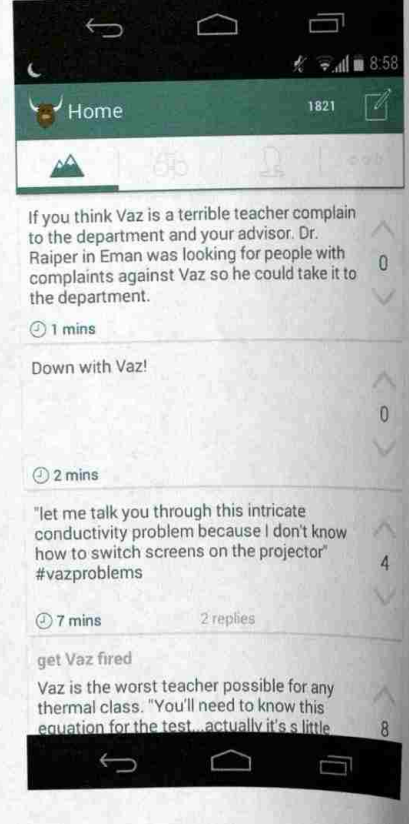 8:58
Home 1821
If you think Vaz is a terrible teacher complain
to the department and your advisor. Dr.
Raiper in Eman was looking for people with
complaints against Vaz so he could take it to
the department.
0
1 mins
Down with Vaz!
0
2 mins
"let me talk you through this intricate
conductivity problem because I don't know
how to switch screens on the projector"
#vazproblems
4
7 mins 2 replies
get Vaz fired
Vaz is the worst teacher possible for any
thermal class. "You'll need to know this
equation for the test...actually it's s little
8